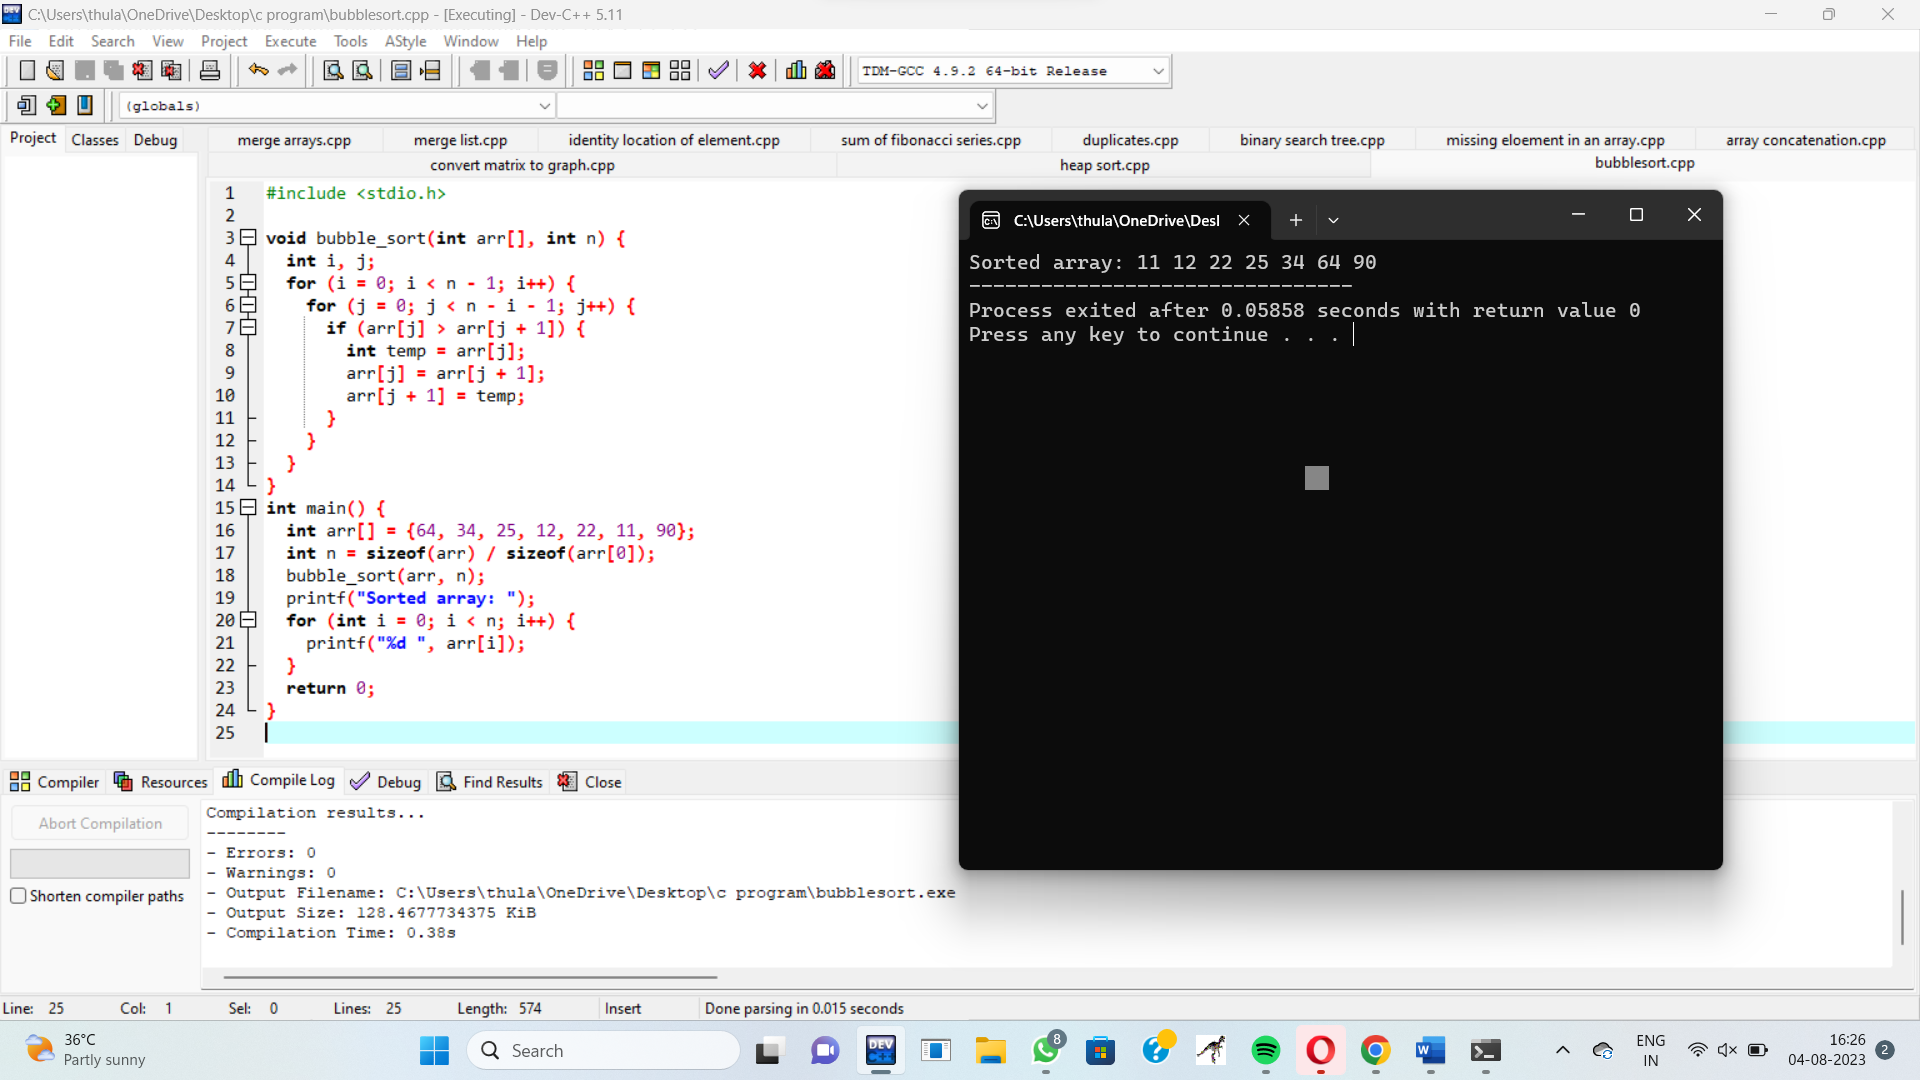 C:\Users\thula\OneDrive\Desktop\c program\bubblesort.cpp - [Executing] - Dev-C++ 5.11
File Edit Search View Project Execute Tools AStyle Window Help
TDM-GCC 4.9.2 64-bit Release
(globals)
Project Classes Debug
merge arrays.cpp merge list.cpp identity location of element.cpp sum of fibonacci series.cpp duplicates.cpp binary search tree.cpp missing eloement in an array.cpp array concatenation.cpp
convert matrix to graph.cpp heap sort.cpp bubblesort.cpp
1 #include <stdio.h>
2
3 void bubble_sort(int arr[], int n) {
4 int i, j;
5 for (i = 0; i < n - 1; i++) {
6 for (j = 0; j < n - i - 1; j++) {
7 if (arr[j] > arr[j + 1]) {
8 int temp = arr[j];
9 arr[j] = arr[j + 1];
10 arr[j + 1] = temp;
11 }
12 }
13 }
14 }
15 int main() {
16 int arr[] = {64, 34, 25, 12, 22, 11, 90};
17 int n = sizeof(arr) / sizeof(arr[0]);
18 bubble_sort(arr, n);
19 printf("Sorted array: ");
20 for (int i = 0; i < n; i++) {
21 printf("%d ", arr[i]);
22 }
23 return 0;
24 }
25
C:\Users\thula\OneDrive\Desl
Sorted array: 11 12 22 25 34 64 90
--------------------------------
Process exited after 0.05858 seconds with return value 0
Press any key to continue . . .
Compiler Resources Compile Log Debug Find Results Close
Abort Compilation
Shorten compiler paths
Compilation results...
--------
- Errors: 0
- Warnings: 0
- Output Filename: C:\Users\thula\OneDrive\Desktop\c program\bubblesort.exe
- Output Size: 128.4677734375 KiB
- Compilation Time: 0.38s
Line: 25 Col: 1 Sel: 0 Lines: 25 Length: 574 Insert Done parsing in 0.015 seconds
36°C
Partly sunny
Search
DEV
C++
8
ENG
IN
16:26
04-08-2023
2